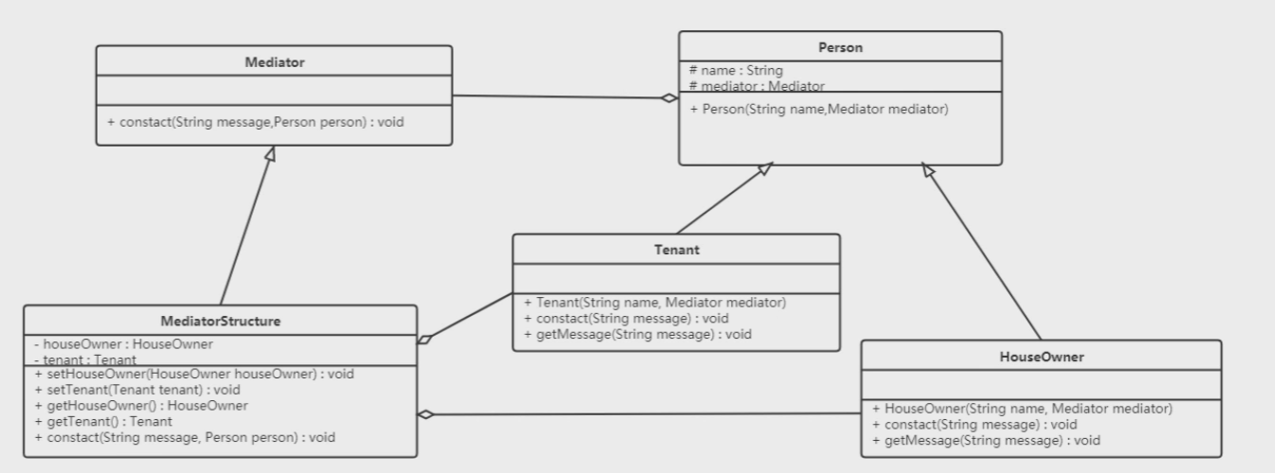 Mediator
+ constact(String message,Person person) : void
Person
# name : String
# mediator : Mediator
+ Person(String name,Mediator mediator)
Tenant
+ Tenant(String name, Mediator mediator)
+ constact(String message) : void
+ getMessage(String message) : void
MediatorStructure
- houseOwner : HouseOwner
- tenant : Tenant
+ setHouseOwner(HouseOwner houseOwner) : void
+ setTenant(Tenant tenant) : void
+ getHouseOwner() : HouseOwner
+ getTenant() : Tenant
+ constact(String message, Person person) : void
HouseOwner
+ HouseOwner(String name, Mediator mediator)
+ constact(String message) : void
+ getMessage(String message) : void